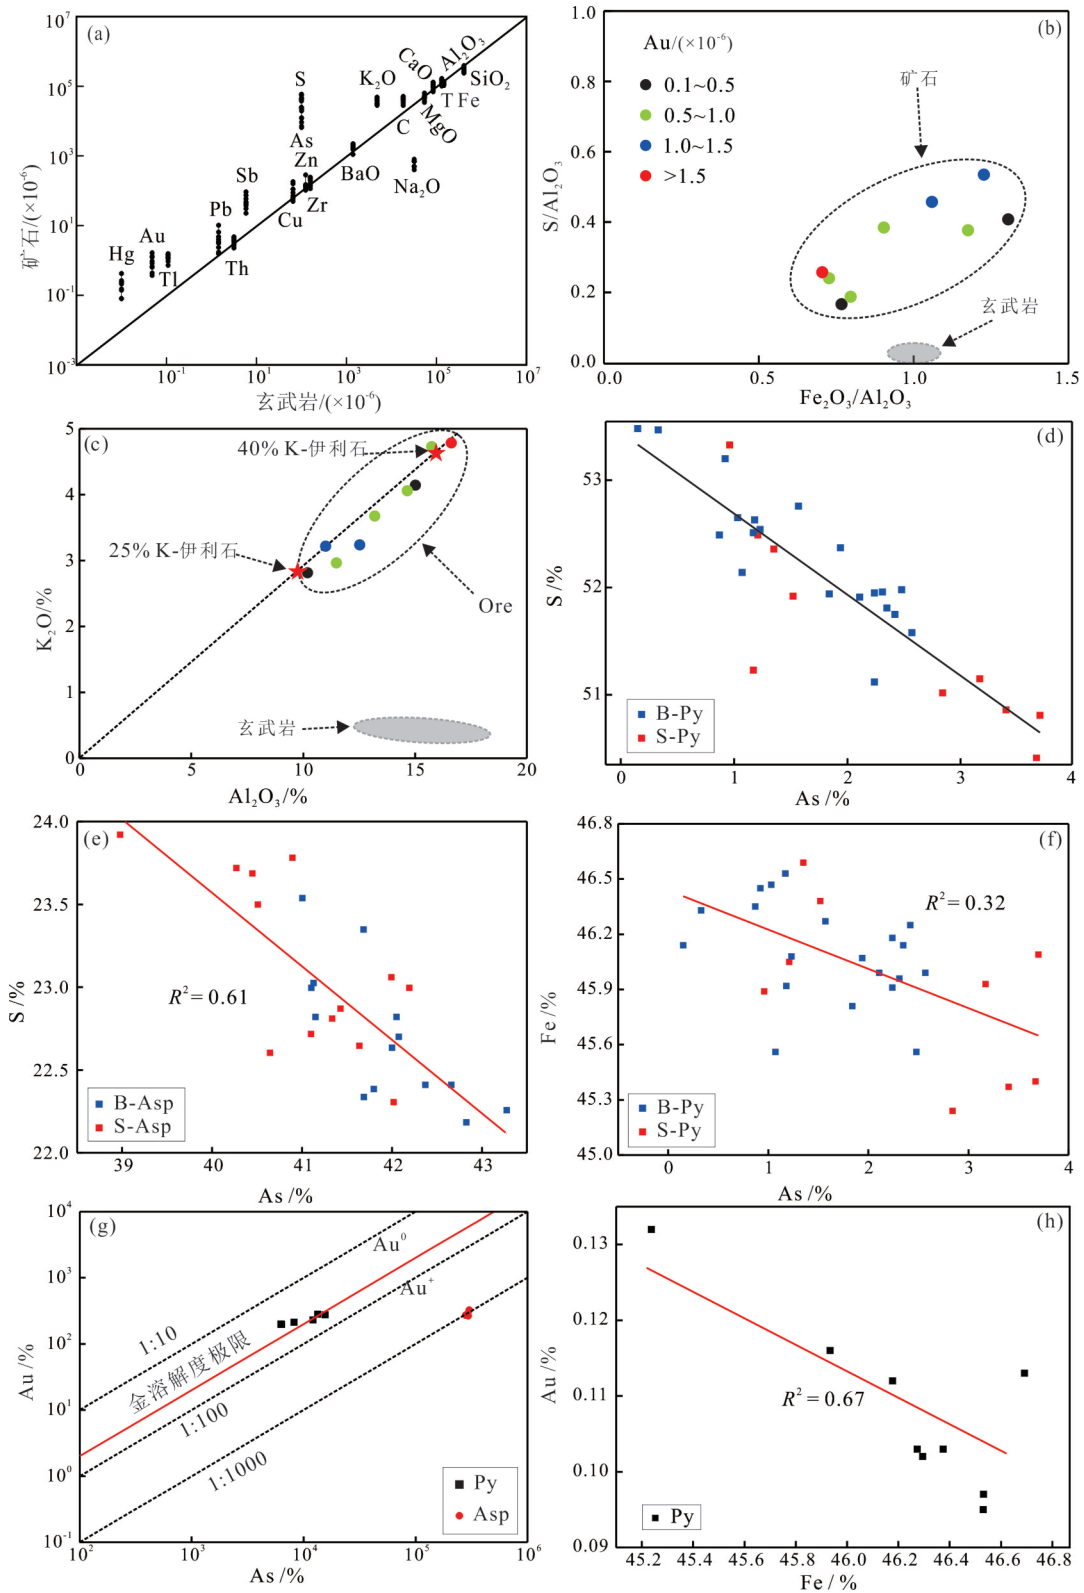 (a)
矿石/(×10⁻⁶)
10⁷
10⁵
10³
10¹
10⁻¹
10⁻³
10⁻¹
10¹
10³
10⁵
10⁷
玄武岩/(×10⁻⁶)
Hg
Au
Tl
Pb
Th
Sb
S
As
Zn
Cu
Zr
K₂O
BaO
C
Na₂O
CaO
MgO
Al₂O₃
TFe
SiO₂
(b)
S/Al₂O₃
1.0
0.8
0.6
0.4
0.2
0.0
0.0
0.5
1.0
1.5
Fe₂O₃/Al₂O₃
Au/(×10⁻⁶)
0.1~0.5
0.5~1.0
1.0~1.5
>1.5
矿石
玄武岩
(c)
K₂O/%
5
4
3
2
1
0
0
5
10
15
20
Al₂O₃/%
40% K-伊利石
25% K-伊利石
Ore
玄武岩
(d)
S/%
53
52
51
0
1
2
3
4
As/%
B-Py
S-Py
(e)
S/%
24.0
23.5
23.0
22.5
22.0
39
40
41
42
43
As/%
R²=0.61
B-Asp
S-Asp
(f)
Fe/%
46.8
46.5
46.2
45.9
45.6
45.3
45.0
0
1
2
3
4
As/%
R²=0.32
B-Py
S-Py
(g)
Au/%
10⁴
10³
10²
10¹
10⁰
10⁻¹
10²
10³
10⁴
10⁵
10⁶
As/%
Au⁰
Au⁺
1:10
金溶解度极限
1:100
1:1000
Py
Asp
(h)
Au/%
0.13
0.12
0.11
0.10
0.09
45.2
45.4
45.6
45.8
46.0
46.2
46.4
46.6
46.8
Fe/%
R²=0.67
Py